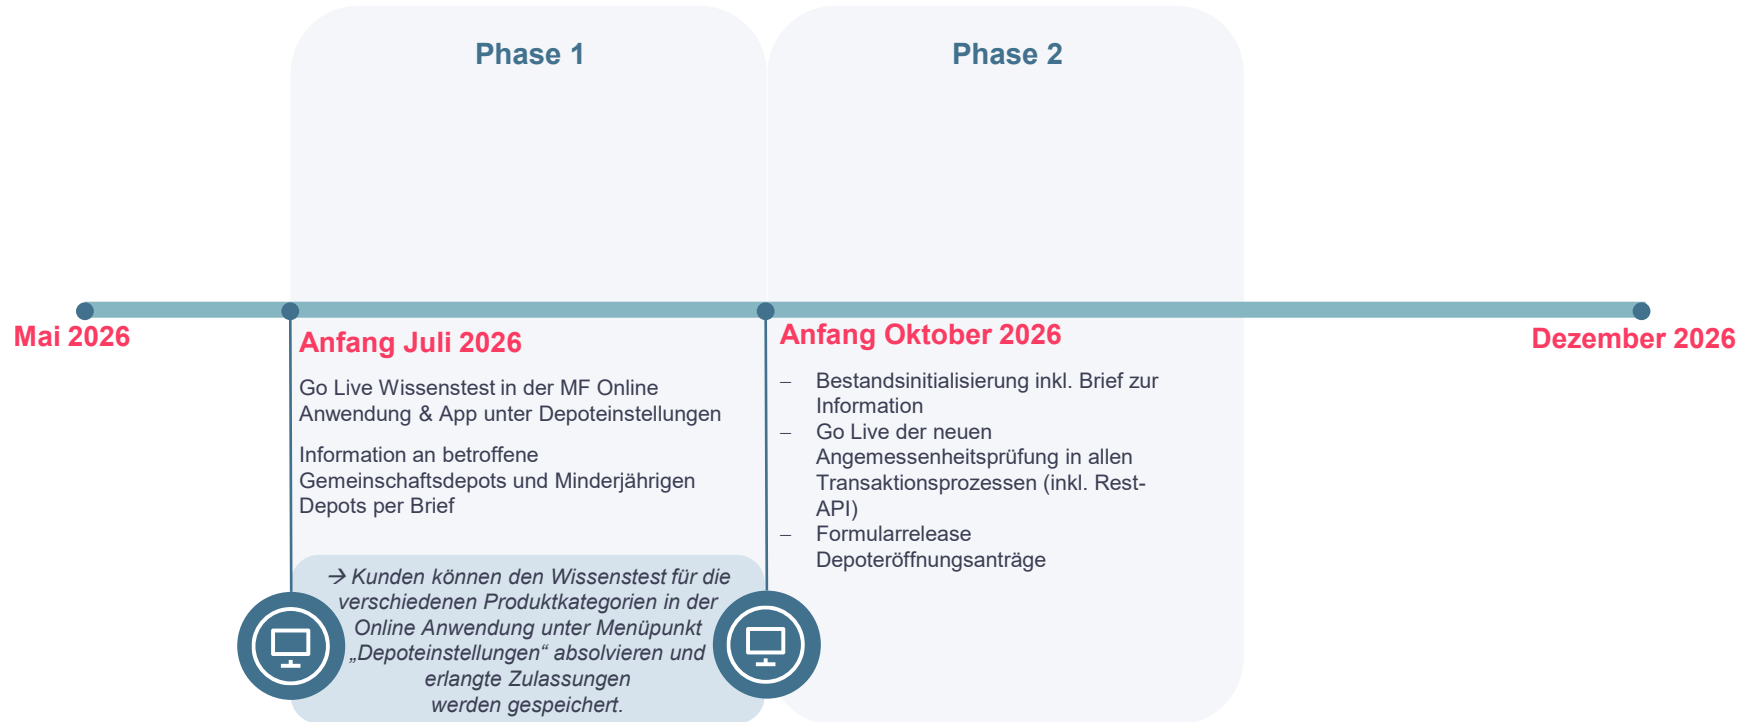 Phase 1
Phase 2
Mai 2026
Anfang Juli 2026
Go Live Wissenstest in der MF Online
Anwendung & App unter Depoteinstellungen
Information an betroffene
Gemeinschaftsdepots und Minderjährigen
Depots per Brief
→ Kunden können den Wissenstest für die
verschiedenen Produktkategorien in der
Online Anwendung unter Menüpunkt
„Depoteinstellungen“ absolvieren und
erlangte Zulassungen
werden gespeichert.
Anfang Oktober 2026
– Bestandsinitialisierung inkl. Brief zur
Information
– Go Live der neuen
Angemessenheitsprüfung in allen
Transaktionsprozessen (inkl. Rest-
API)
– Formularrelease
Depoteröffnungsanträge
Dezember 2026